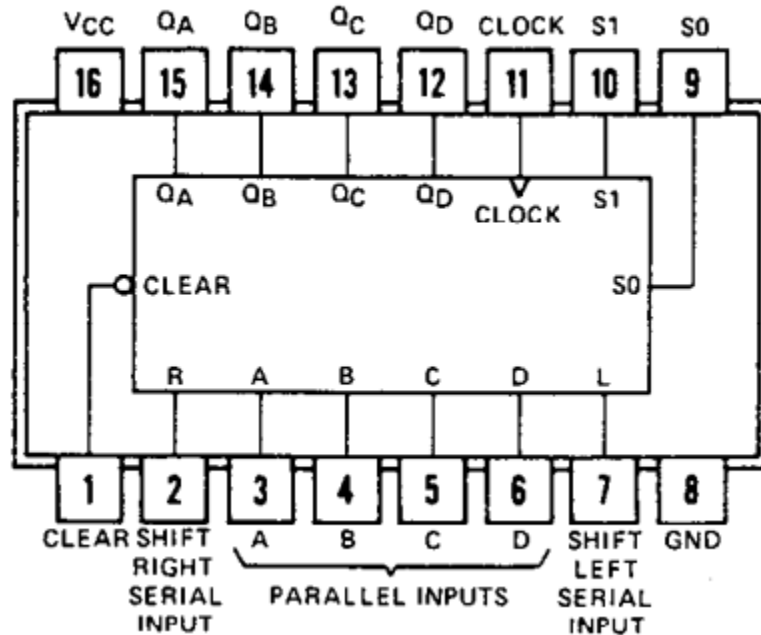 VCC QA QB QC QD CLOCK S1 S0
16 15 14 13 12 11 10 9
QA QB QC QD CLOCK S1
CLEAR S0
R A B C D L
1 2 3 4 5 6 7 8
CLEAR SHIFT RIGHT SERIAL INPUT A B C D SHIFT LEFT SERIAL INPUT GND
PARALLEL INPUTS